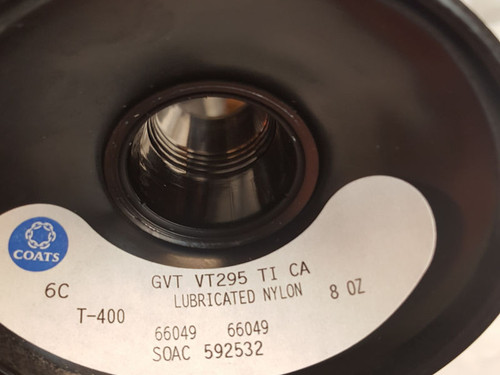 COATS
6C GVT VT295 TI CA
LUBRICATED NYLON 8 OZ
T-400
66049 66049
SOAC 592532